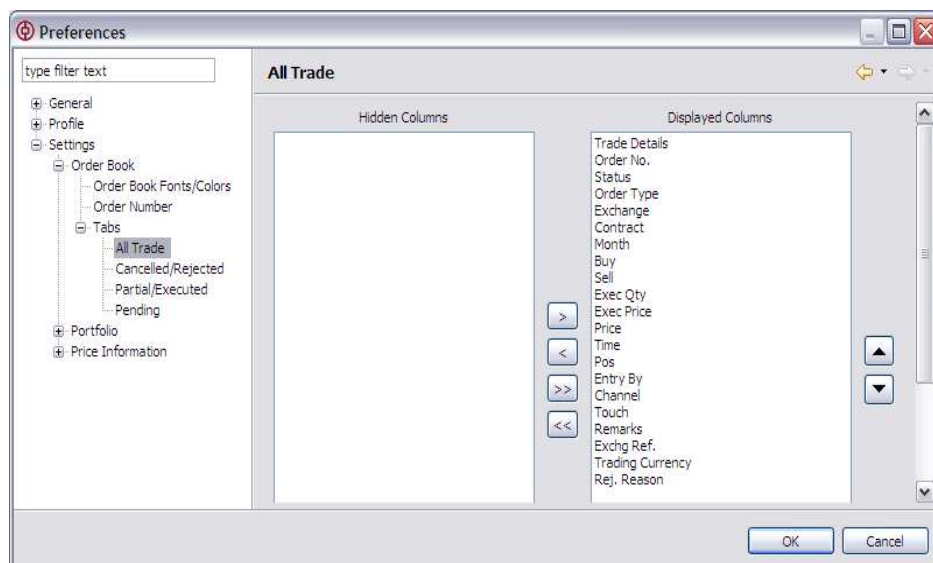 Preferences
type filter text
General
Profile
Settings
Order Book
Order Book Fonts/Colors
Order Number
Tabs
All Trade
Cancelled/Rejected
Partial/Executed
Pending
Portfolio
Price Information
All Trade
Hidden Columns
>
<
>>
<<
Displayed Columns
Trade Details
Order No.
Status
Order Type
Exchange
Contract
Month
Buy
Sell
Exec Qty
Exec Price
Price
Time
Pos
Entry By
Channel
Touch
Remarks
Exchg Ref.
Trading Currency
Rej. Reason
OK
Cancel